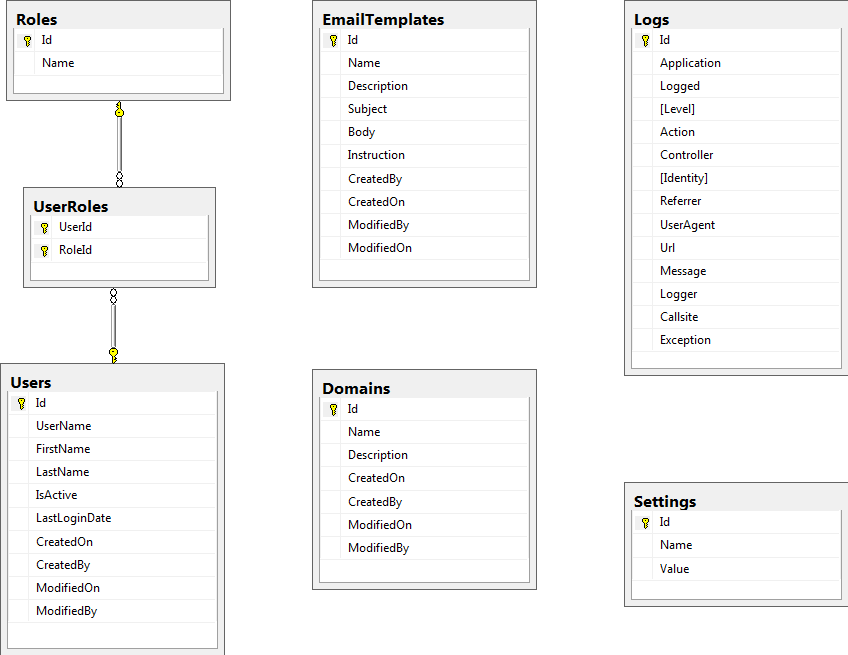 Roles
Id
Name
UserRoles
UserId
RoleId
Users
Id
UserName
FirstName
LastName
IsActive
LastLoginDate
CreatedOn
CreatedBy
ModifiedOn
ModifiedBy
EmailTemplates
Id
Name
Description
Subject
Body
Instruction
CreatedBy
CreatedOn
ModifiedBy
ModifiedOn
Domains
Id
Name
Description
CreatedOn
CreatedBy
ModifiedOn
ModifiedBy
Logs
Id
Application
Logged
[Level]
Action
Controller
[Identity]
Referrer
UserAgent
Url
Message
Logger
Callsite
Exception
Settings
Id
Name
Value